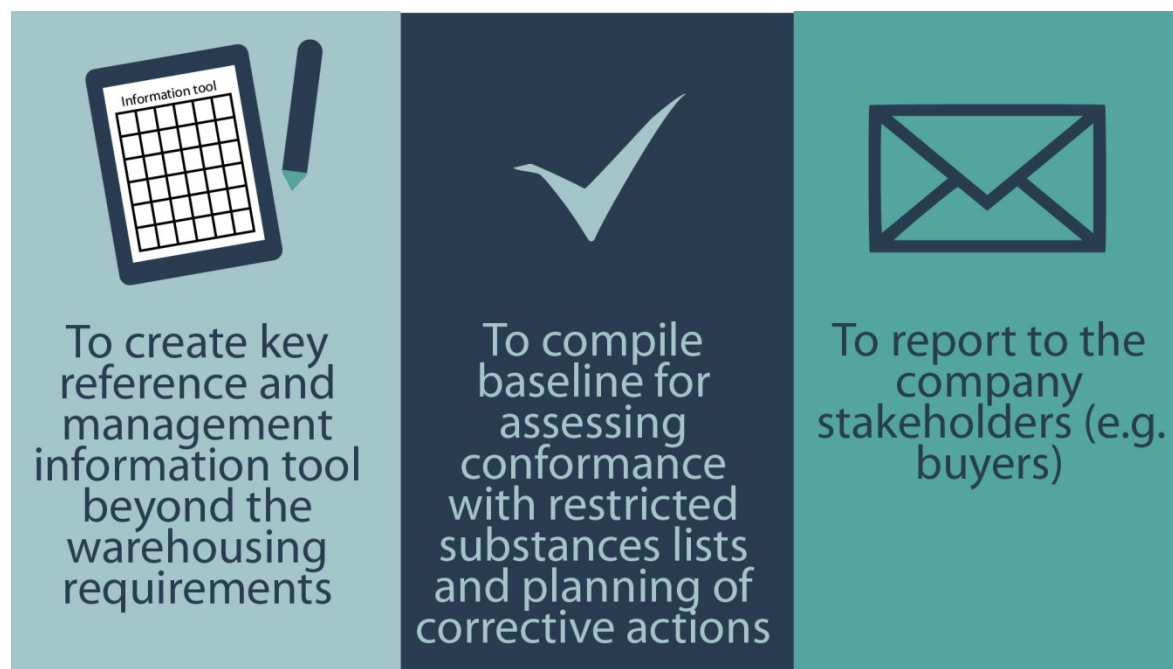 Information tool
To create key
reference and
management
information tool
beyond the
warehousing
requirements
To compile
baseline for
assessing
conformance
with restricted
substances lists
and planning of
corrective actions
To report to the
company
stakeholders (e.g.
buyers)